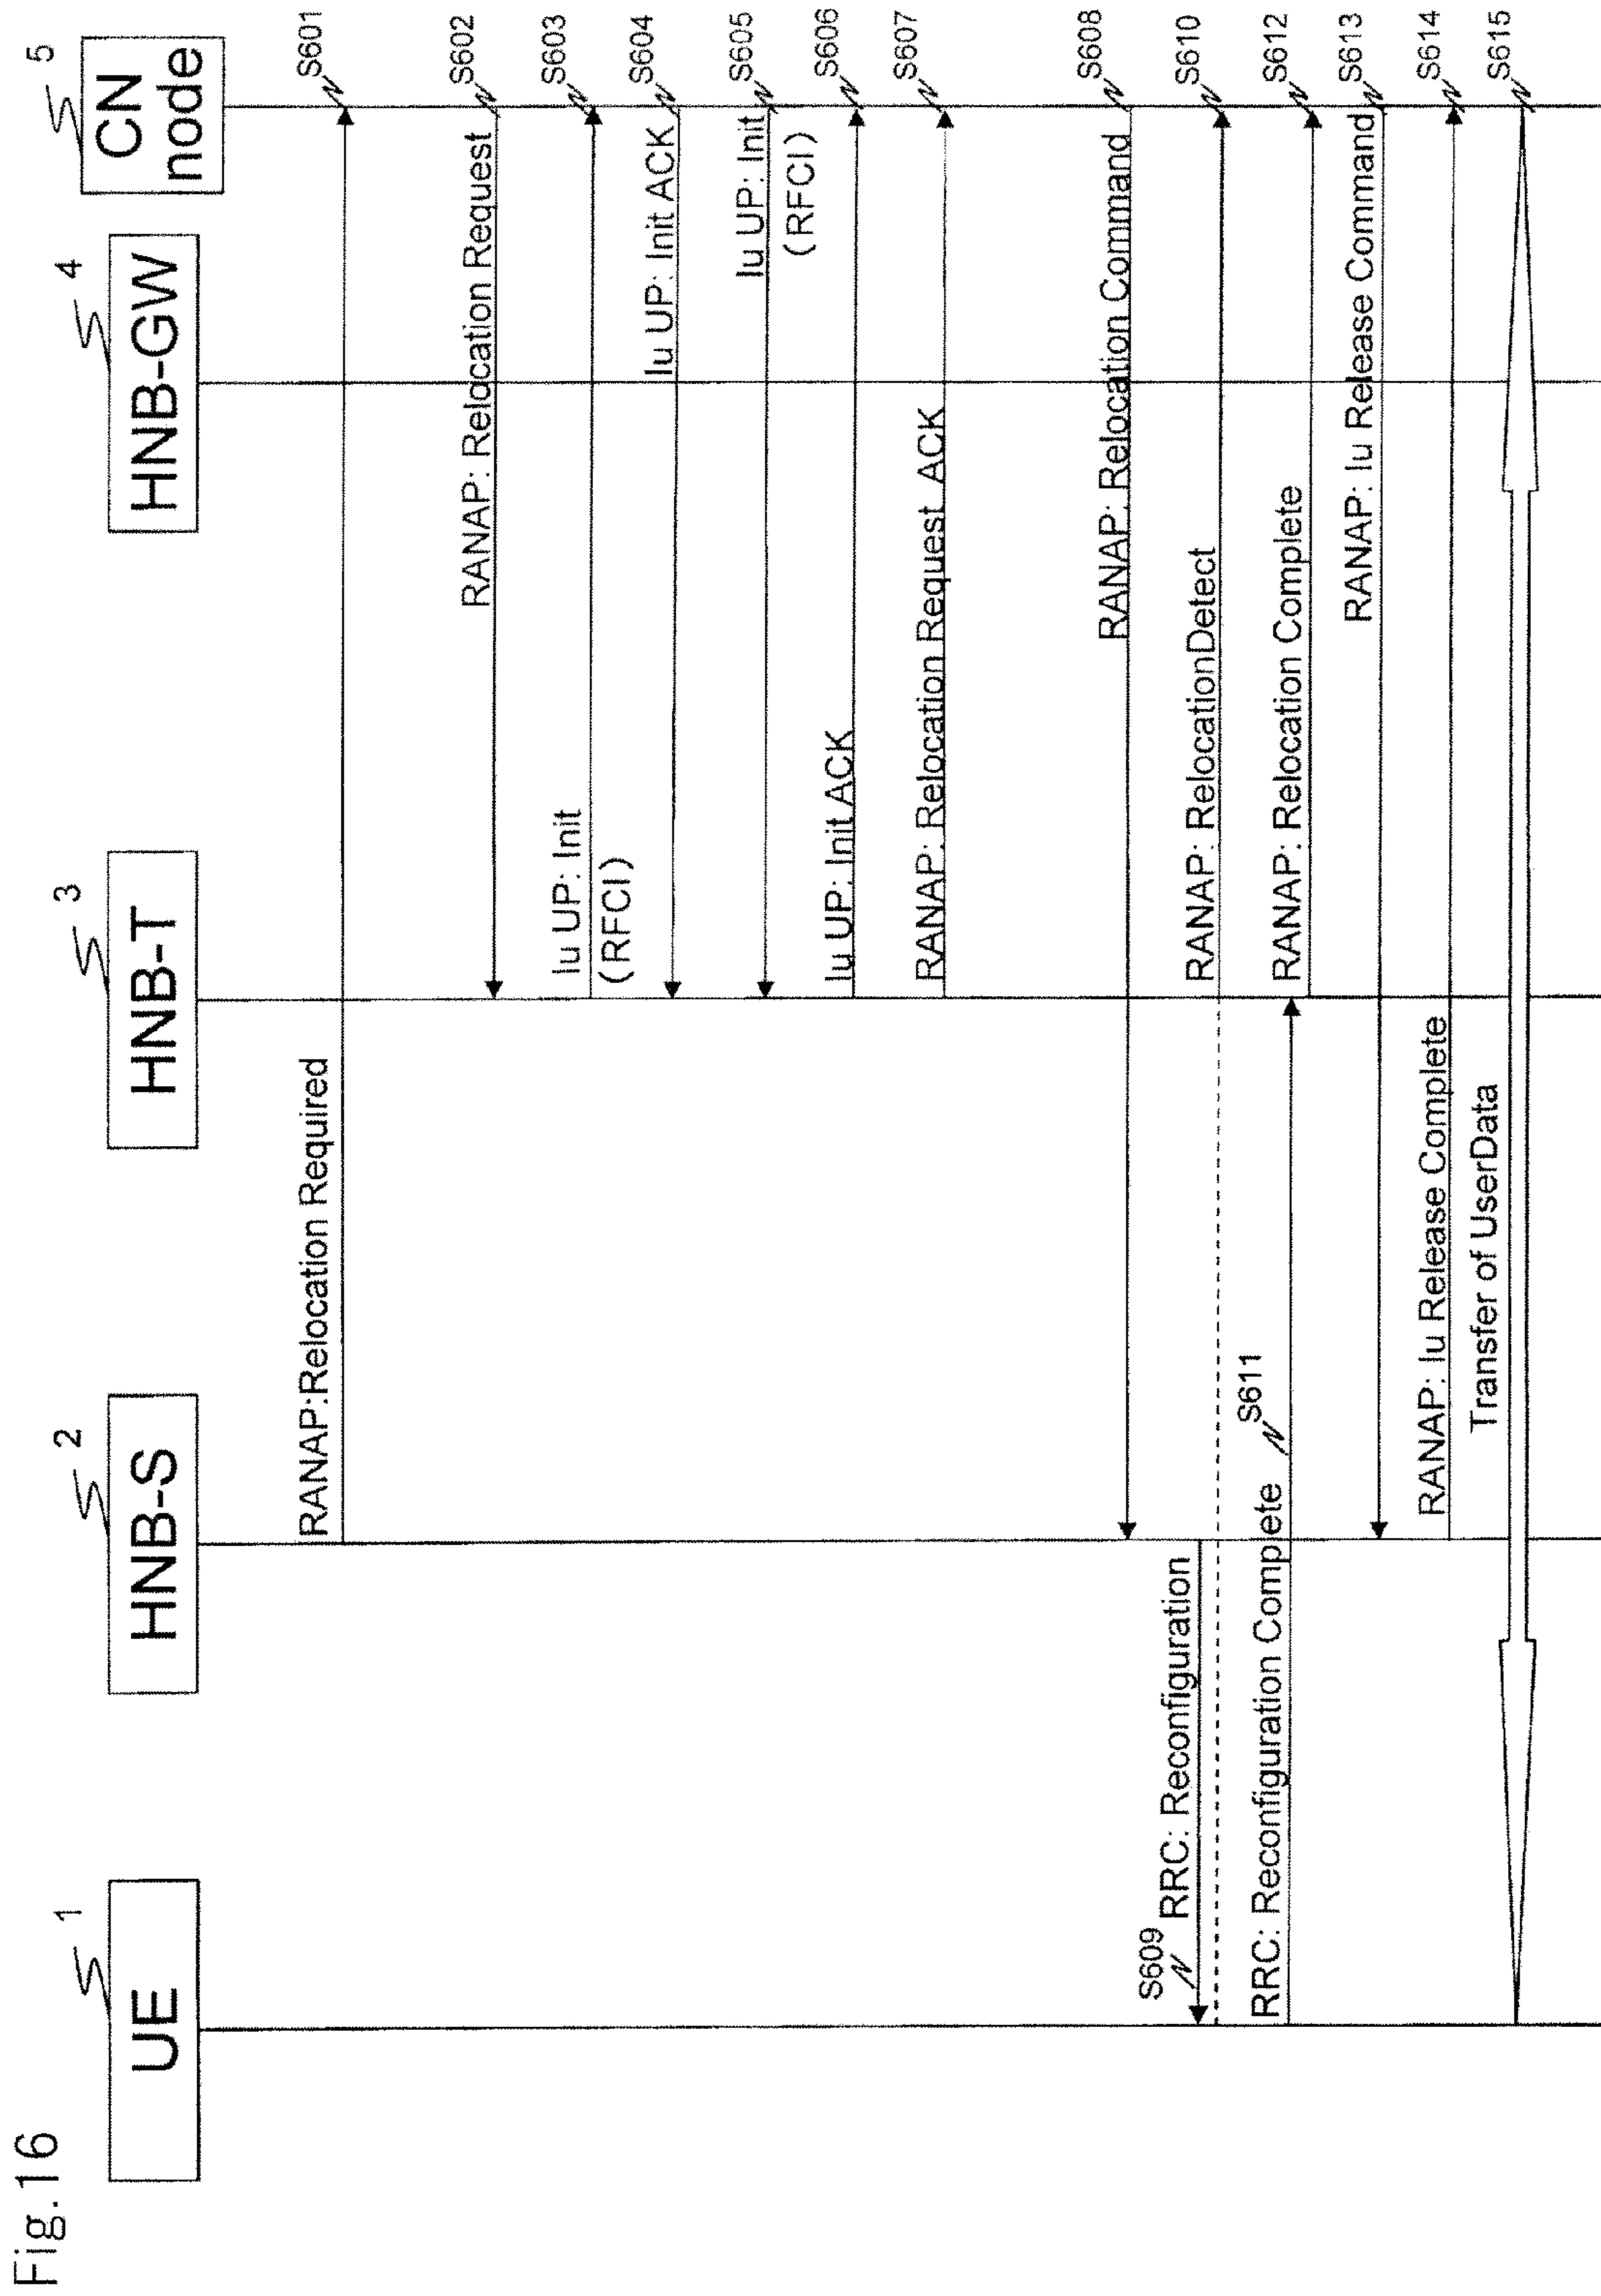 Fig.16
1
2
3
4
5
UE
HNB-S
HNB-T
HNB-GW
CN
node
RANAP:Relocation Required
S601
RANAP: Relocation Request
S602
Iu UP: Init
(RFCI)
S603
Iu UP: Init ACK
S604
Iu UP: Init
(RFCI)
S605
Iu UP: Init ACK
S606
RANAP: Relocation Request ACK
S607
RANAP: Relocation Command
S608
S609
RRC: Reconfiguration
RANAP: RelocationDetect
S610
RRC: Reconfiguration Complete
S611
RANAP: Relocation Complete
S612
RANAP: Iu Release Command
S613
RANAP: Iu Release Complete
S614
Transfer of UserData
S615